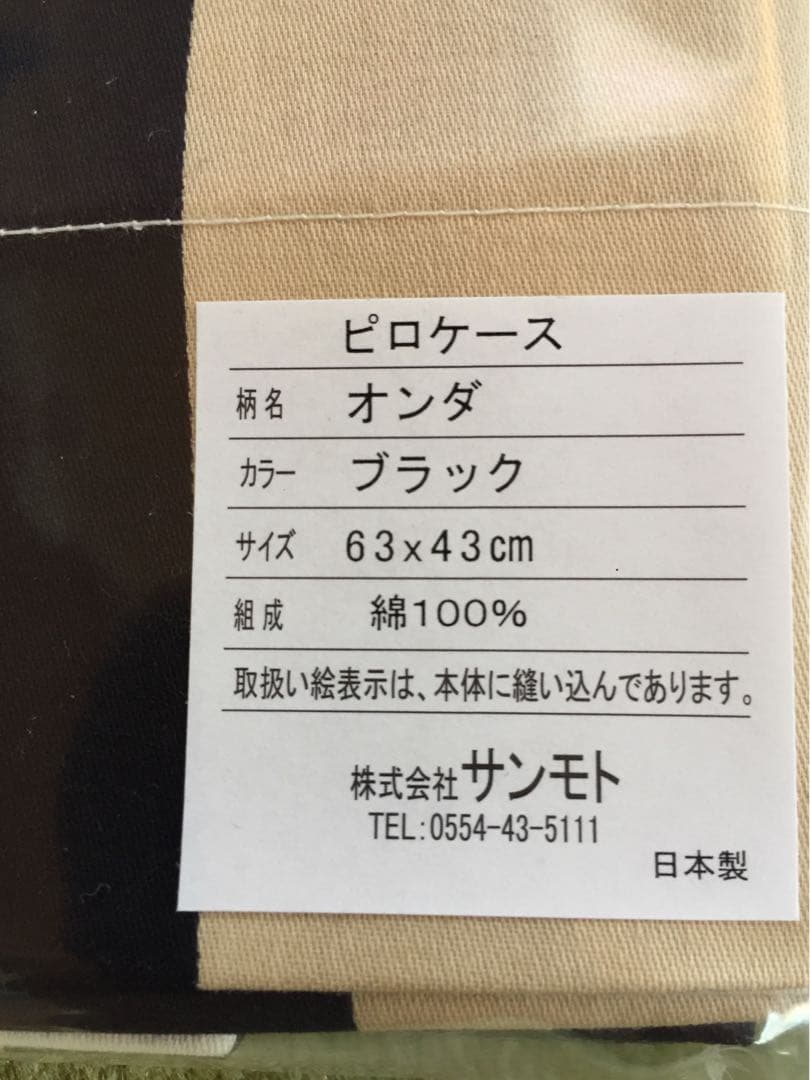 ピロケース
柄名 オンダ
カラー ブラック
サイズ 63x43cm
組成 綿100%
取扱い絵表示は、本体に縫い込んであります。
株式会社サンモト
TEL:0554-43-5111
日本製